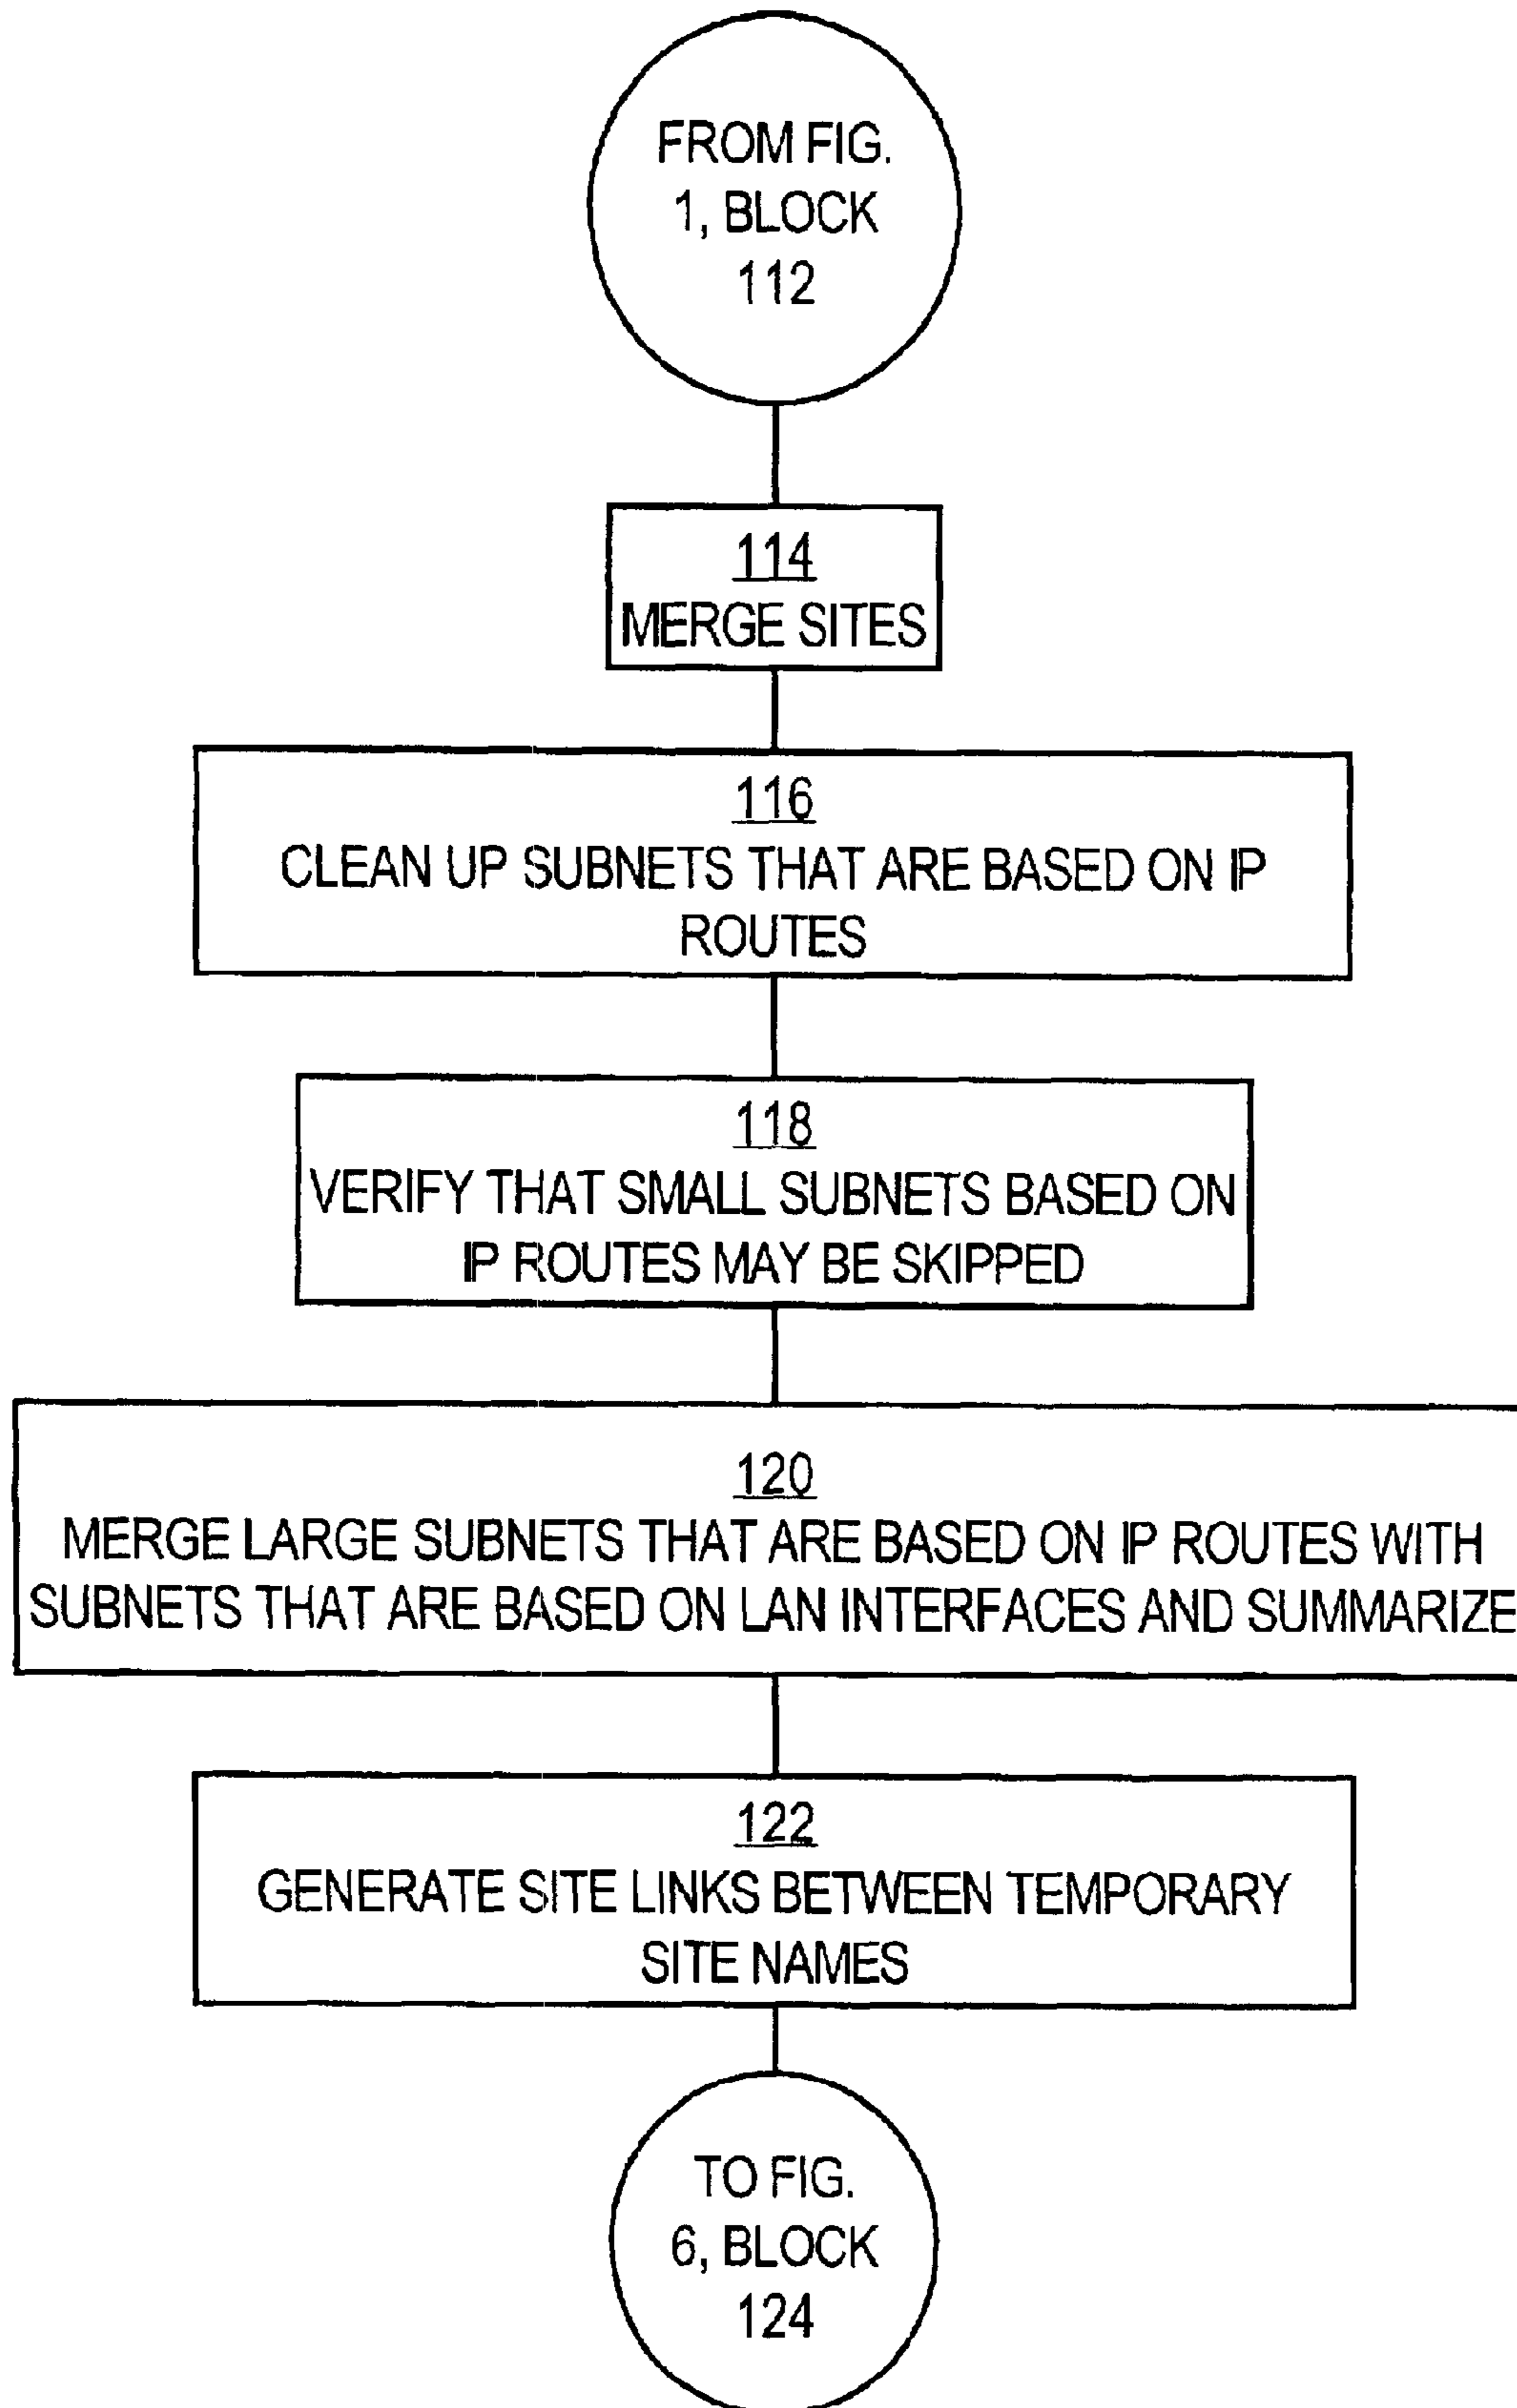 FROM FIG.
1, BLOCK
112
114
MERGE SITES
116
CLEAN UP SUBNETS THAT ARE BASED ON IP
ROUTES
118
VERIFY THAT SMALL SUBNETS BASED ON
IP ROUTES MAY BE SKIPPED
120
MERGE LARGE SUBNETS THAT ARE BASED ON IP ROUTES WITH
SUBNETS THAT ARE BASED ON LAN INTERFACES AND SUMMARIZE
122
GENERATE SITE LINKS BETWEEN TEMPORARY
SITE NAMES
TO FIG.
6, BLOCK
124